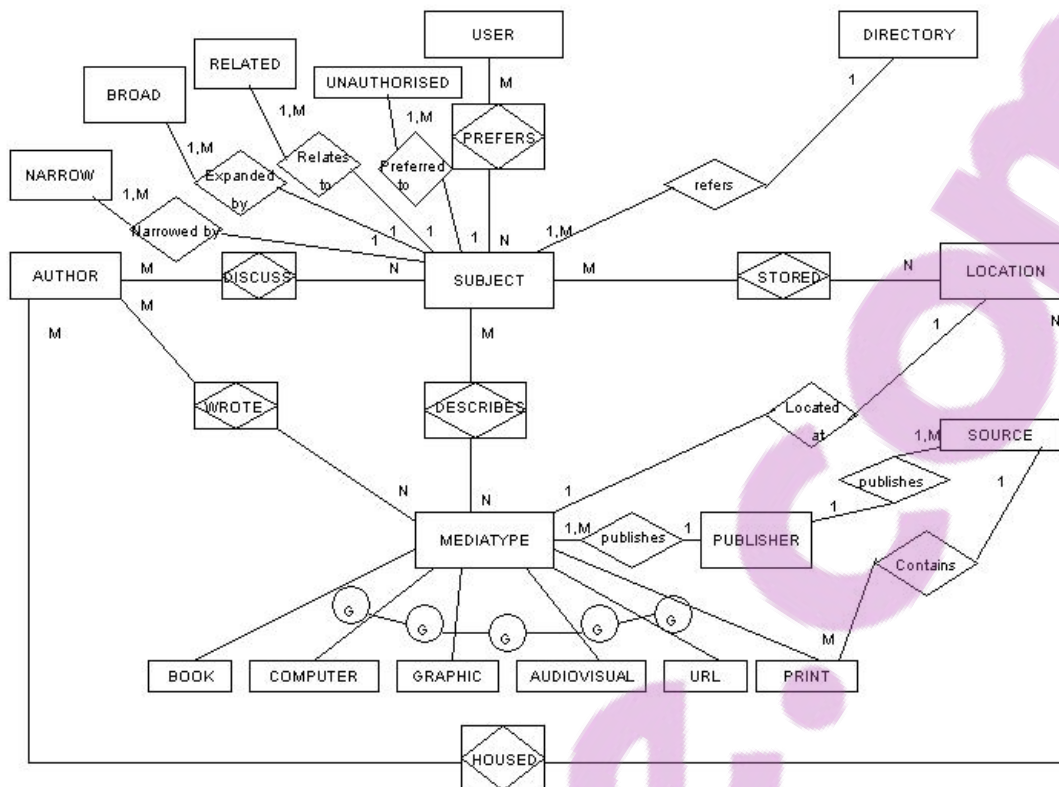 USER
DIRECTORY
RELATED
UNAUTHORISED
BROAD
M
1
1,M
1,M
PREFERS
1,M
Relates
to
Preferred
to
refers
NARROW
Expanded
by
1,M
Narrowed by
1 1 1 1 N
1,M
AUTHOR
M
DISCUSS
N
SUBJECT
M
STORED
N
LOCATION
M
M
M
1
N
WROTE
DESCRIBES
Located
at
1,M
SOURCE
publishes
1
N
N
1
1
MEDIATYPE
1,M
publishes
1
PUBLISHER
Contains
G
G
G
G
G
M
BOOK
COMPUTER
GRAPHIC
AUDIOVISUAL
URL
PRINT
HOUSED
e.com